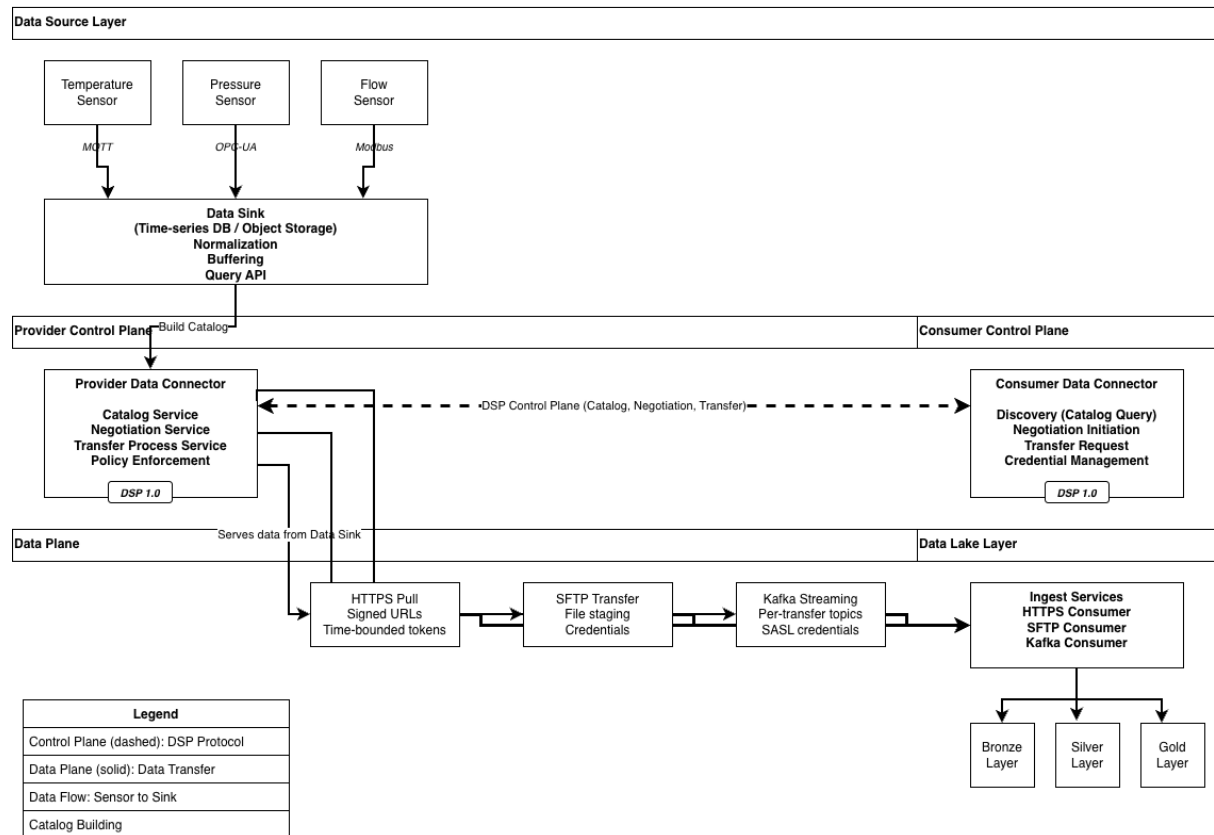 Data Source Layer
Temperature
Sensor
Pressure
Sensor
Flow
Sensor
MQTT
OPC-UA
Modbus
Data Sink
(Time-series DB / Object Storage)
Normalization
Buffering
Query API
Build Catalog
Provider Control Plane
Consumer Control Plane
Provider Data Connector
Catalog Service
Negotiation Service
Transfer Process Service
Policy Enforcement
DSP 1.0
DSP Control Plane (Catalog, Negotiation, Transfer)
Consumer Data Connector
Discovery (Catalog Query)
Negotiation Initiation
Transfer Request
Credential Management
DSP 1.0
Serves data from Data Sink
Data Plane
Data Lake Layer
HTTPS Pull
Signed URLs
Time-bounded tokens
SFTP Transfer
File staging
Credentials
Kafka Streaming
Per-transfer topics
SASL credentials
Ingest Services
HTTPS Consumer
SFTP Consumer
Kafka Consumer
Bronze
Layer
Silver
Layer
Gold
Layer
Legend
Control Plane (dashed): DSP Protocol
Data Plane (solid): Data Transfer
Data Flow: Sensor to Sink
Catalog Building